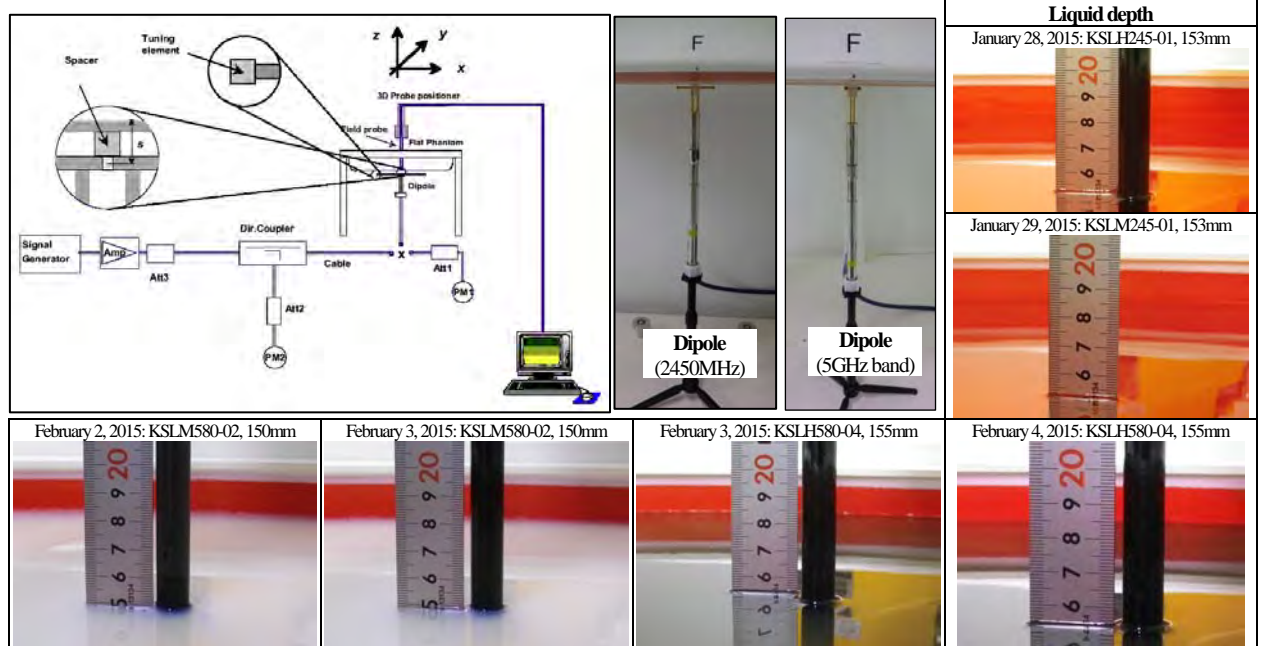 Tuning
element
Spacer
s
z
y
x
3D Probe positioner
Field probe
Flat Phantom
Dipole
Signal
Generator
Amp
Att3
Dir.Coupler
Cable
x
Att1
PM1
Att2
PM2
F
Dipole
(2450MHz)
F
Dipole
(5GHz band)
Liquid depth
January 28, 2015: KSLH245-01, 153mm
20
9
8
7
6
January 29, 2015: KSLM245-01, 153mm
20
9
8
7
6
February 2, 2015: KSLM580-02, 150mm
20
9
8
7
6
5
February 3, 2015: KSLM580-02, 150mm
20
9
8
7
6
5
February 3, 2015: KSLH580-04, 155mm
20
9
8
7
6
February 4, 2015: KSLH580-04, 155mm
20
9
8
7
6